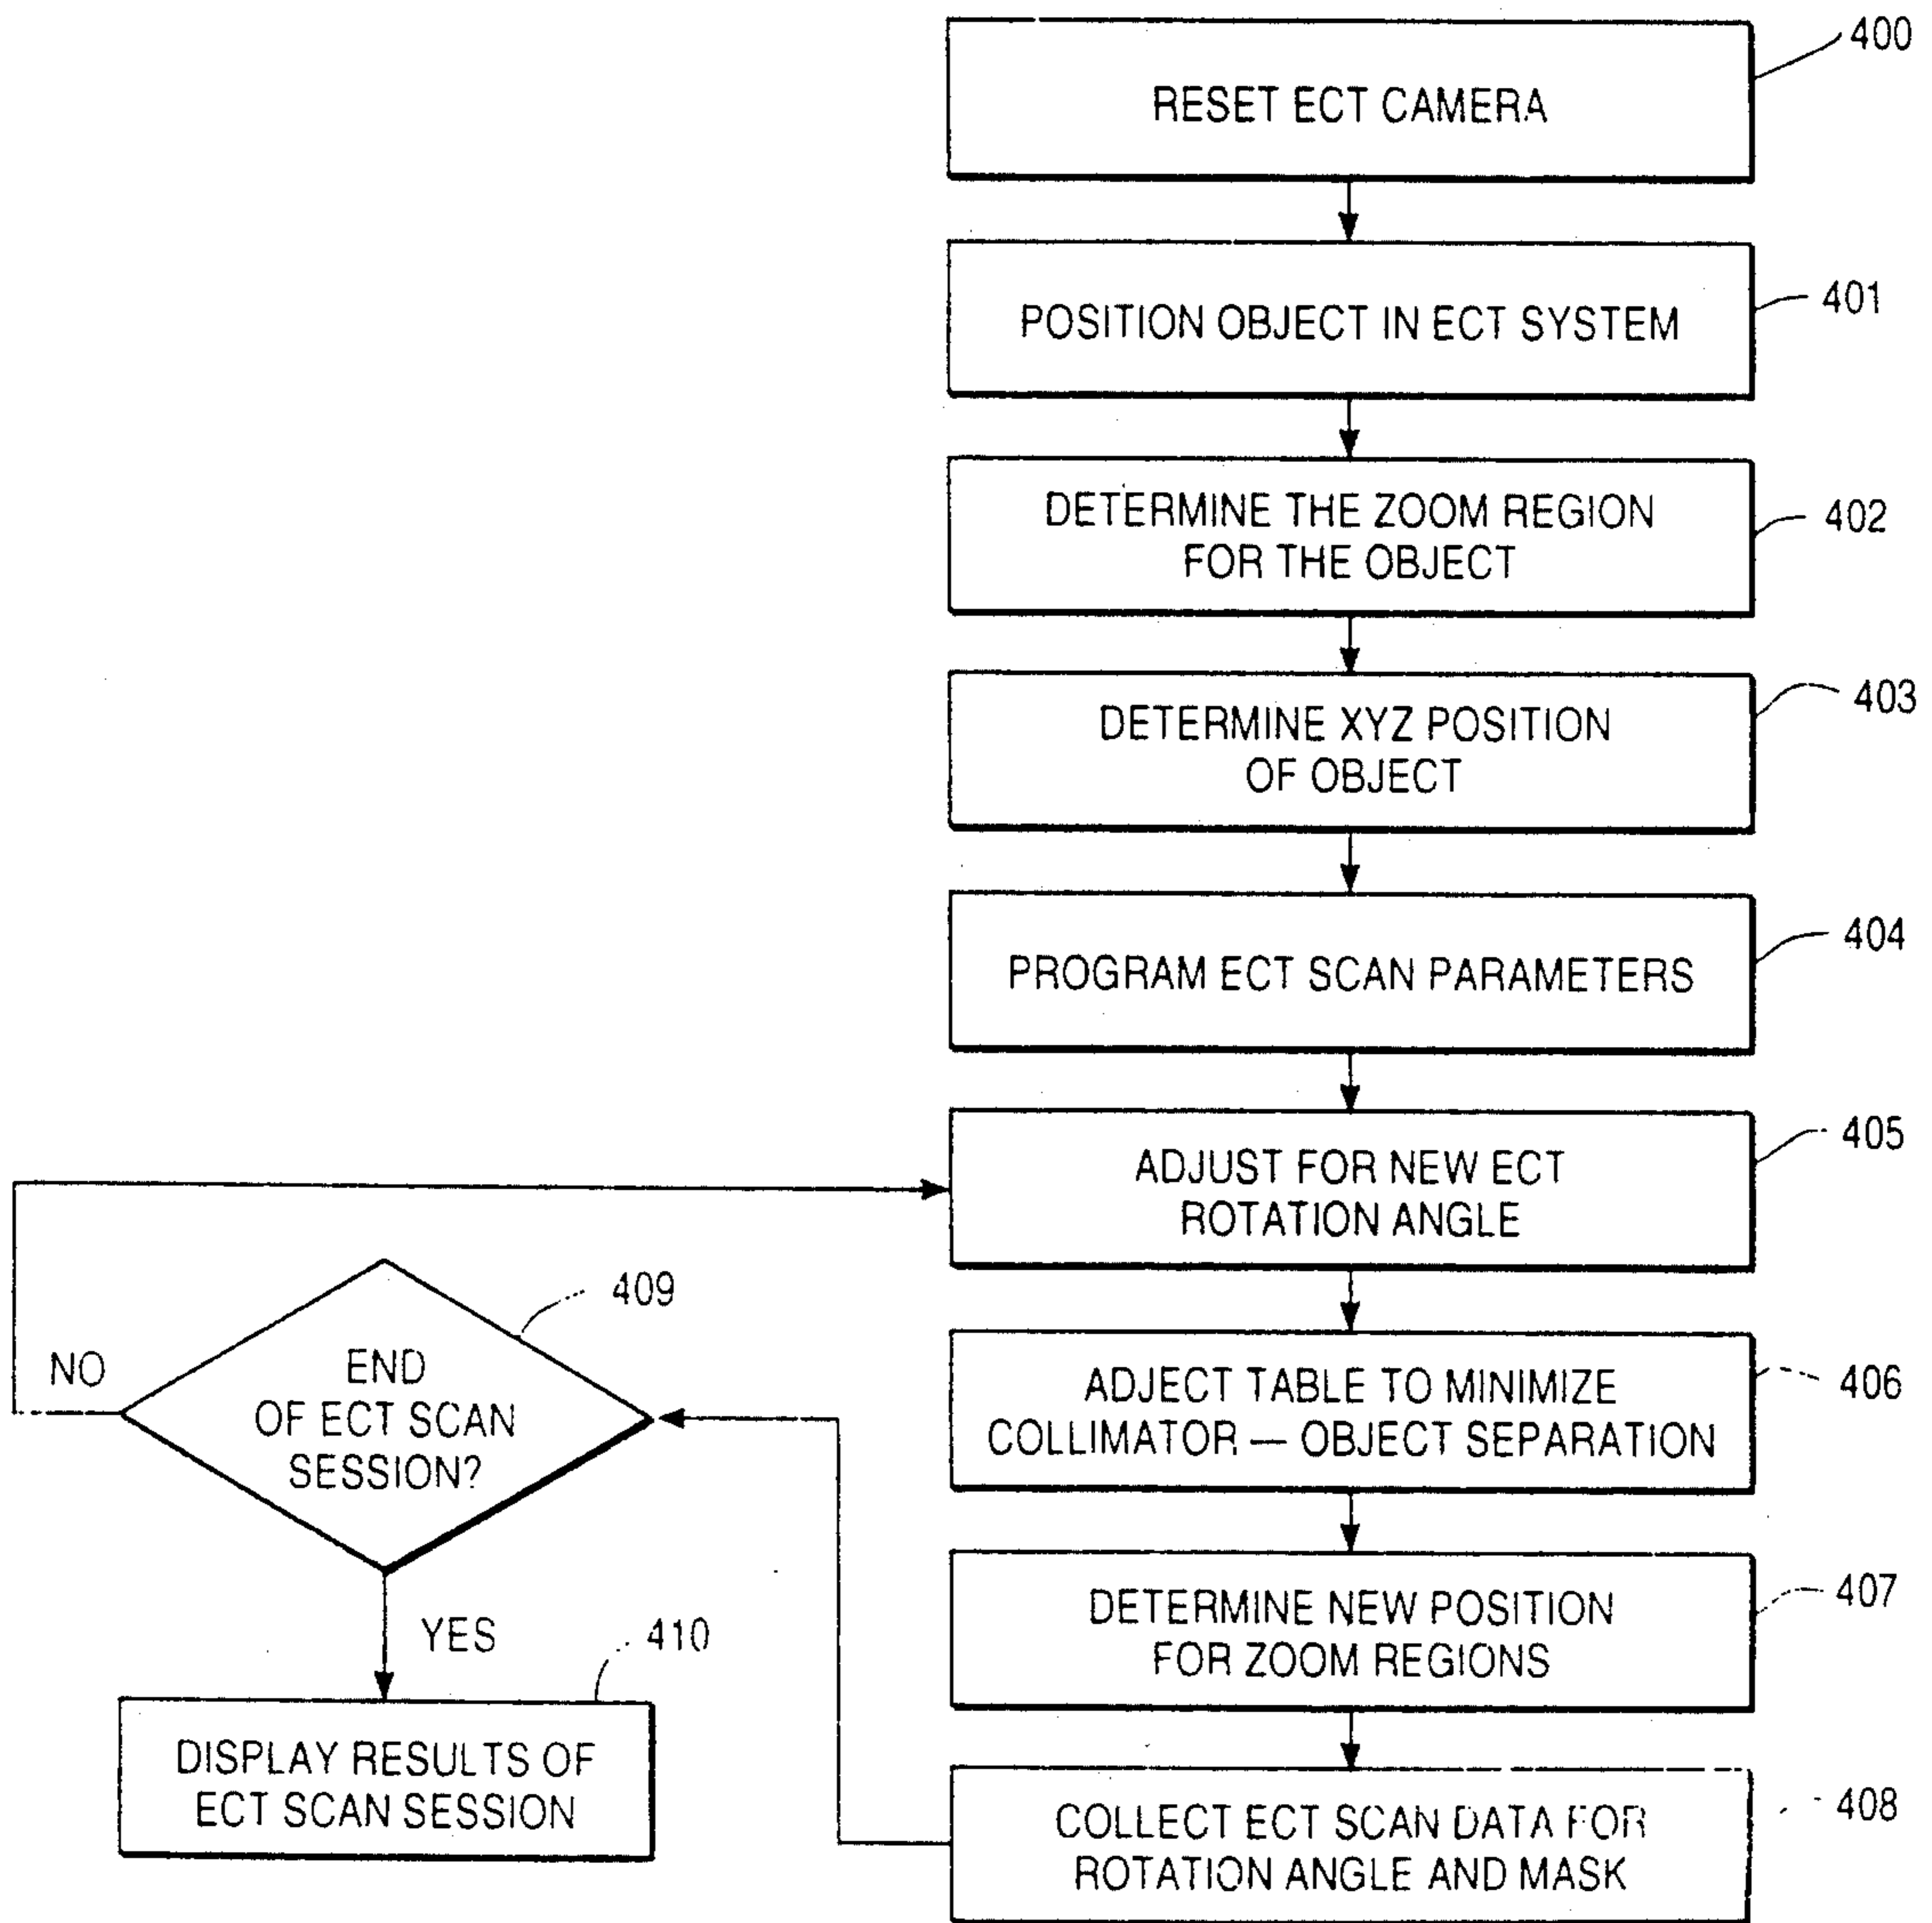 400
RESET ECT CAMERA
401
POSITION OBJECT IN ECT SYSTEM
402
DETERMINE THE ZOOM REGION
FOR THE OBJECT
403
DETERMINE XYZ POSITION
OF OBJECT
404
PROGRAM ECT SCAN PARAMETERS
405
ADJUST FOR NEW ECT
ROTATION ANGLE
406
ADJECT TABLE TO MINIMIZE
COLLIMATOR — OBJECT SEPARATION
407
DETERMINE NEW POSITION
FOR ZOOM REGIONS
408
COLLECT ECT SCAN DATA FOR
ROTATION ANGLE AND MASK
409
END
OF ECT SCAN
SESSION?
NO
YES
410
DISPLAY RESULTS OF
ECT SCAN SESSION